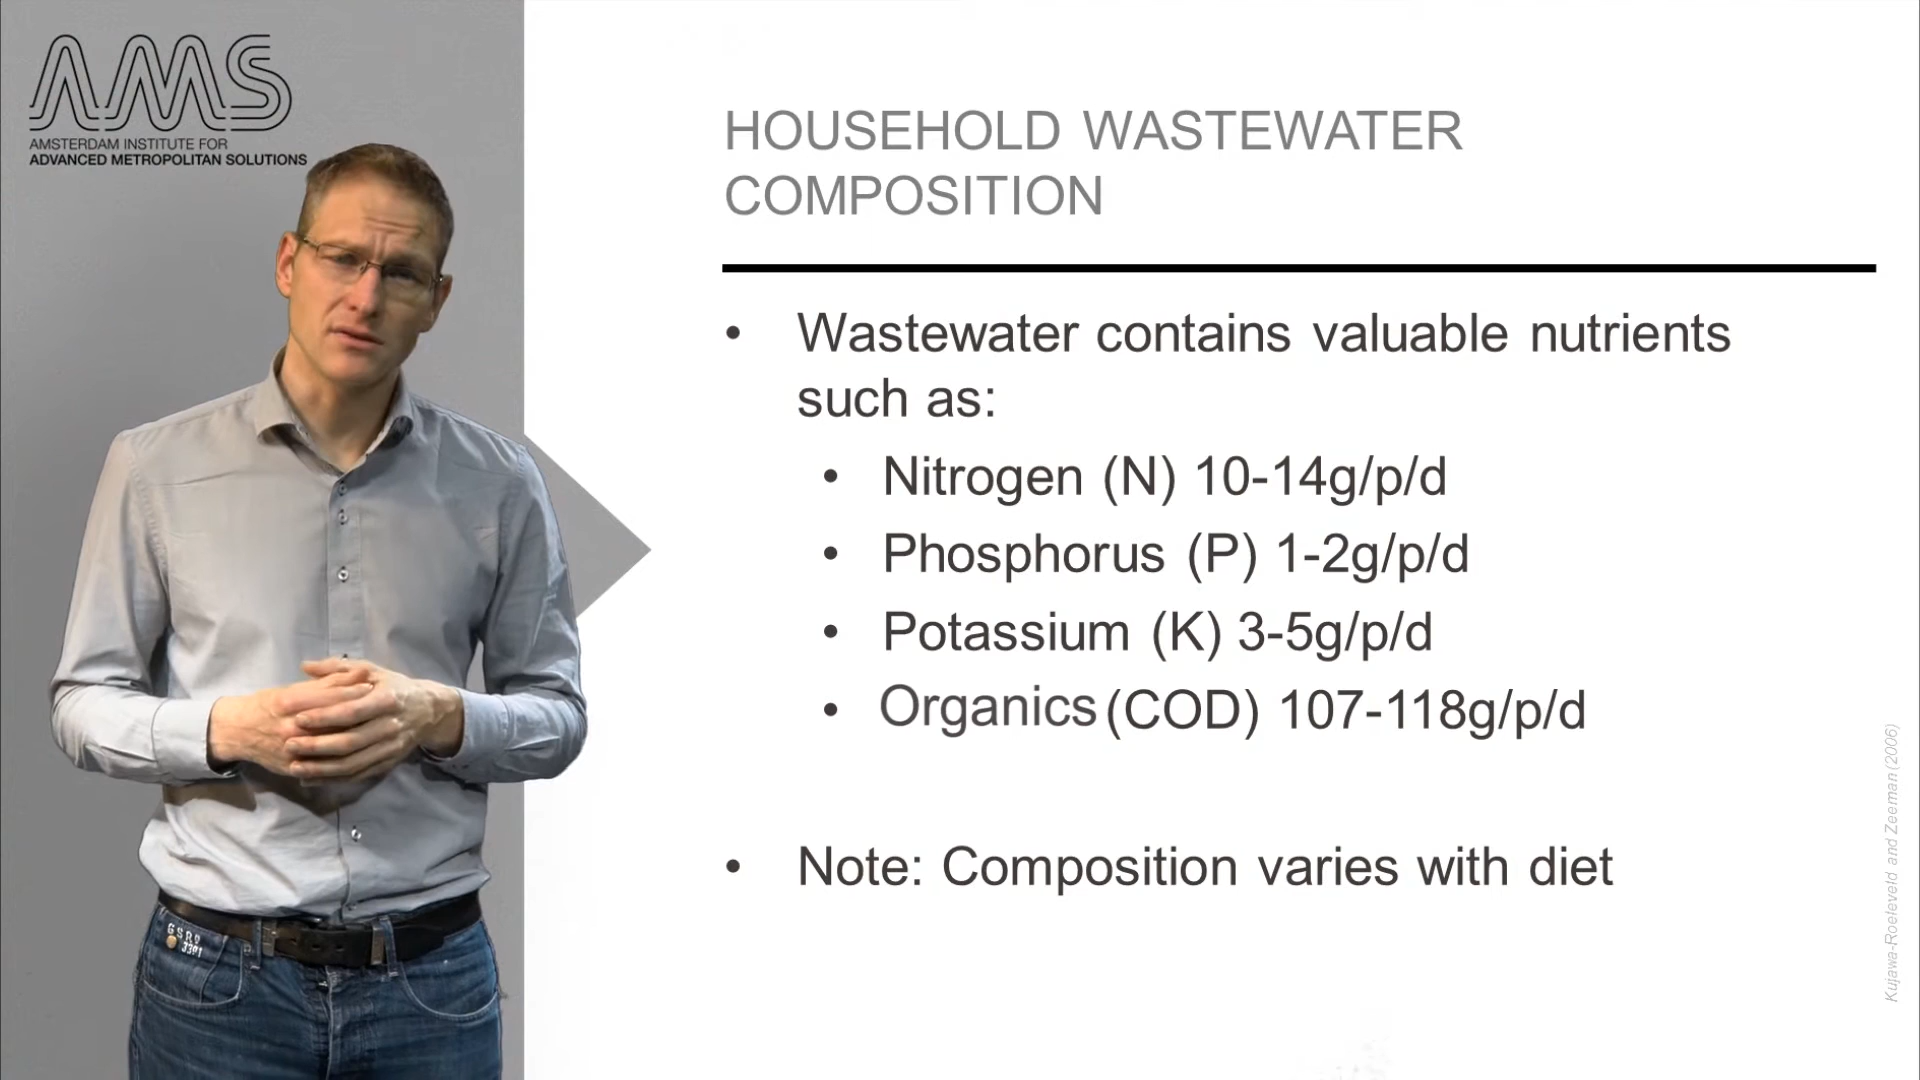 AMS
AMSTERDAM INSTITUTE FOR
ADVANCED METROPOLITAN SOLUTIONS
HOUSEHOLD WASTEWATER
COMPOSITION
• Wastewater contains valuable nutrients
such as:
• Nitrogen (N) 10-14g/p/d
• Phosphorus (P) 1-2g/p/d
• Potassium (K) 3-5g/p/d
• Organics (COD) 107-118g/p/d
• Note: Composition varies with diet
Kujawa-Roeleveld and Zeeman (2006)
GSRD
3301